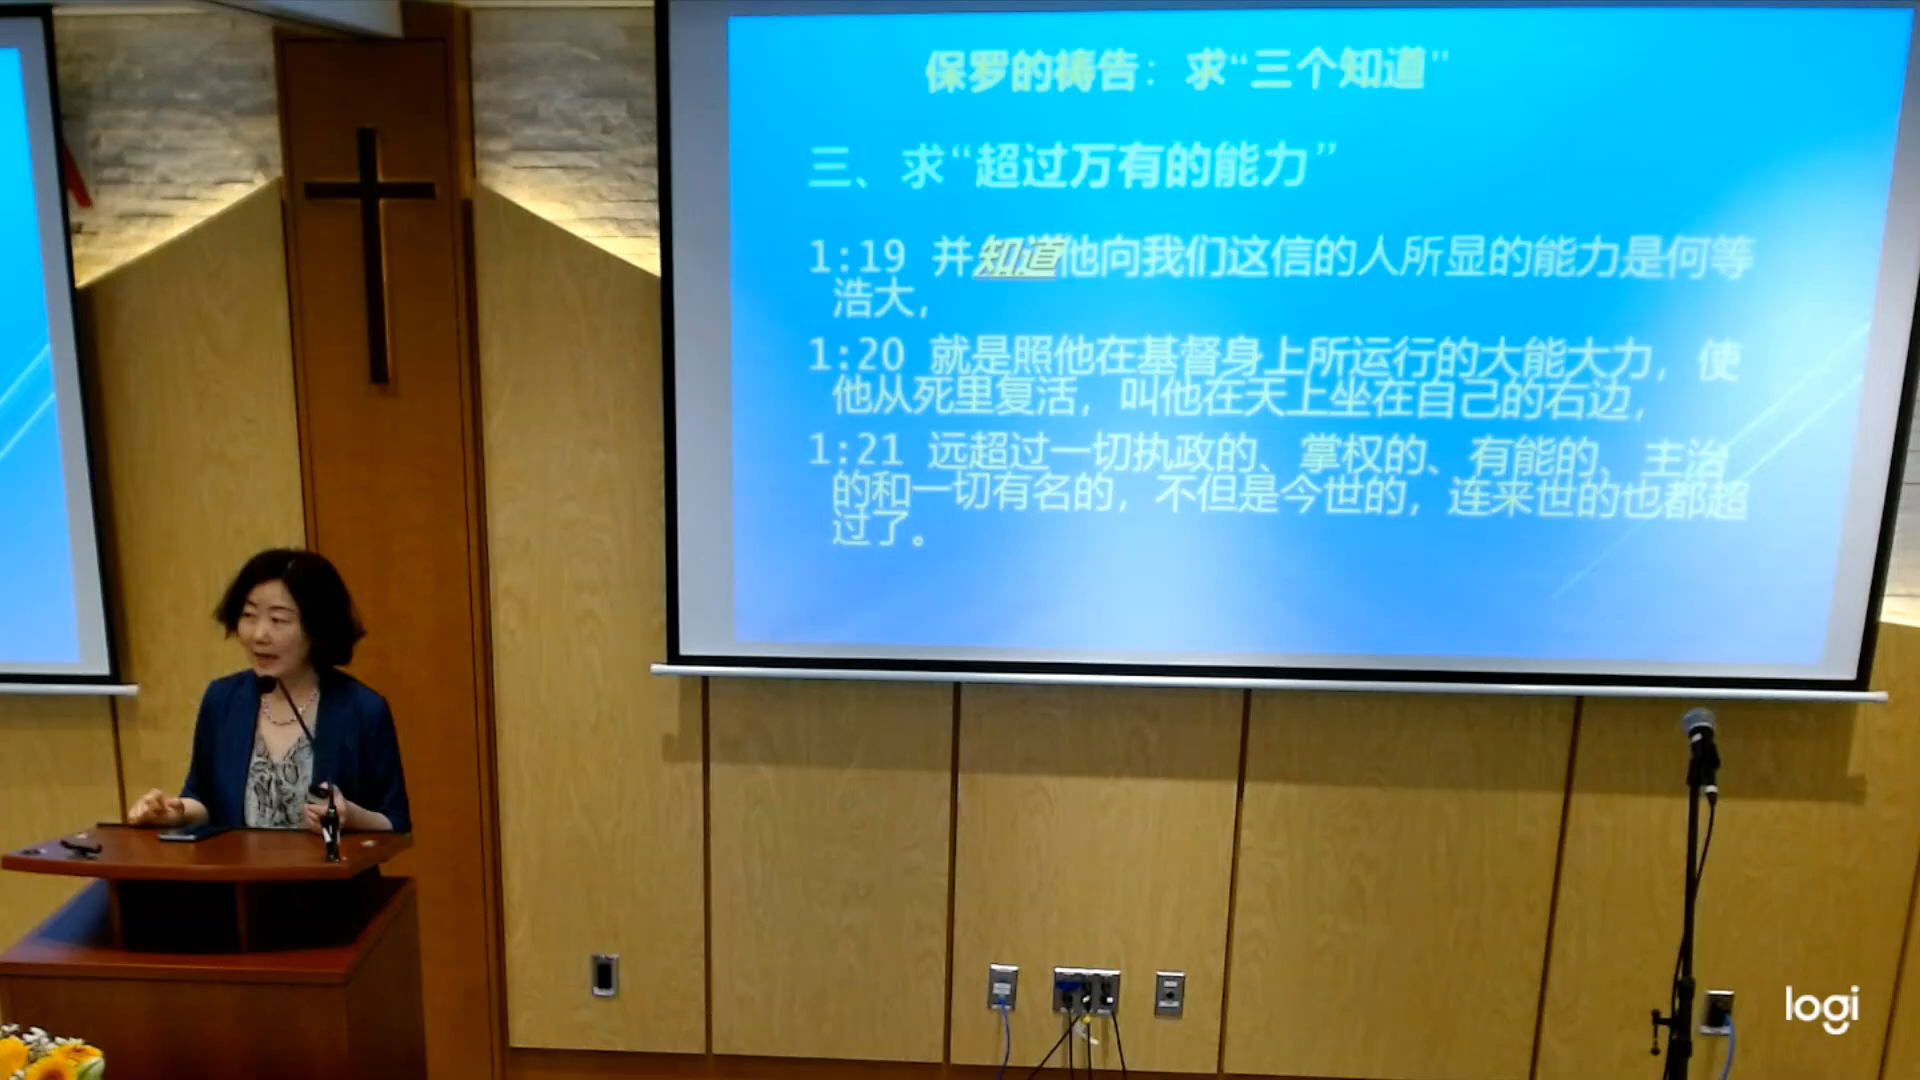 保罗的祷告：求“三个知道”
三、求“超过万有的能力”
1:19 并知道他向我们这信的人所显的能力是何等
浩大，
1:20 就是照他在基督身上所运行的大能大力，使
他从死里复活，叫他在天上坐在自己的右边，
1:21 远超过一切执政的、掌权的、有能的、主治
的和一切有名的，不但是今世的，连来世的也都超
过了。
logi